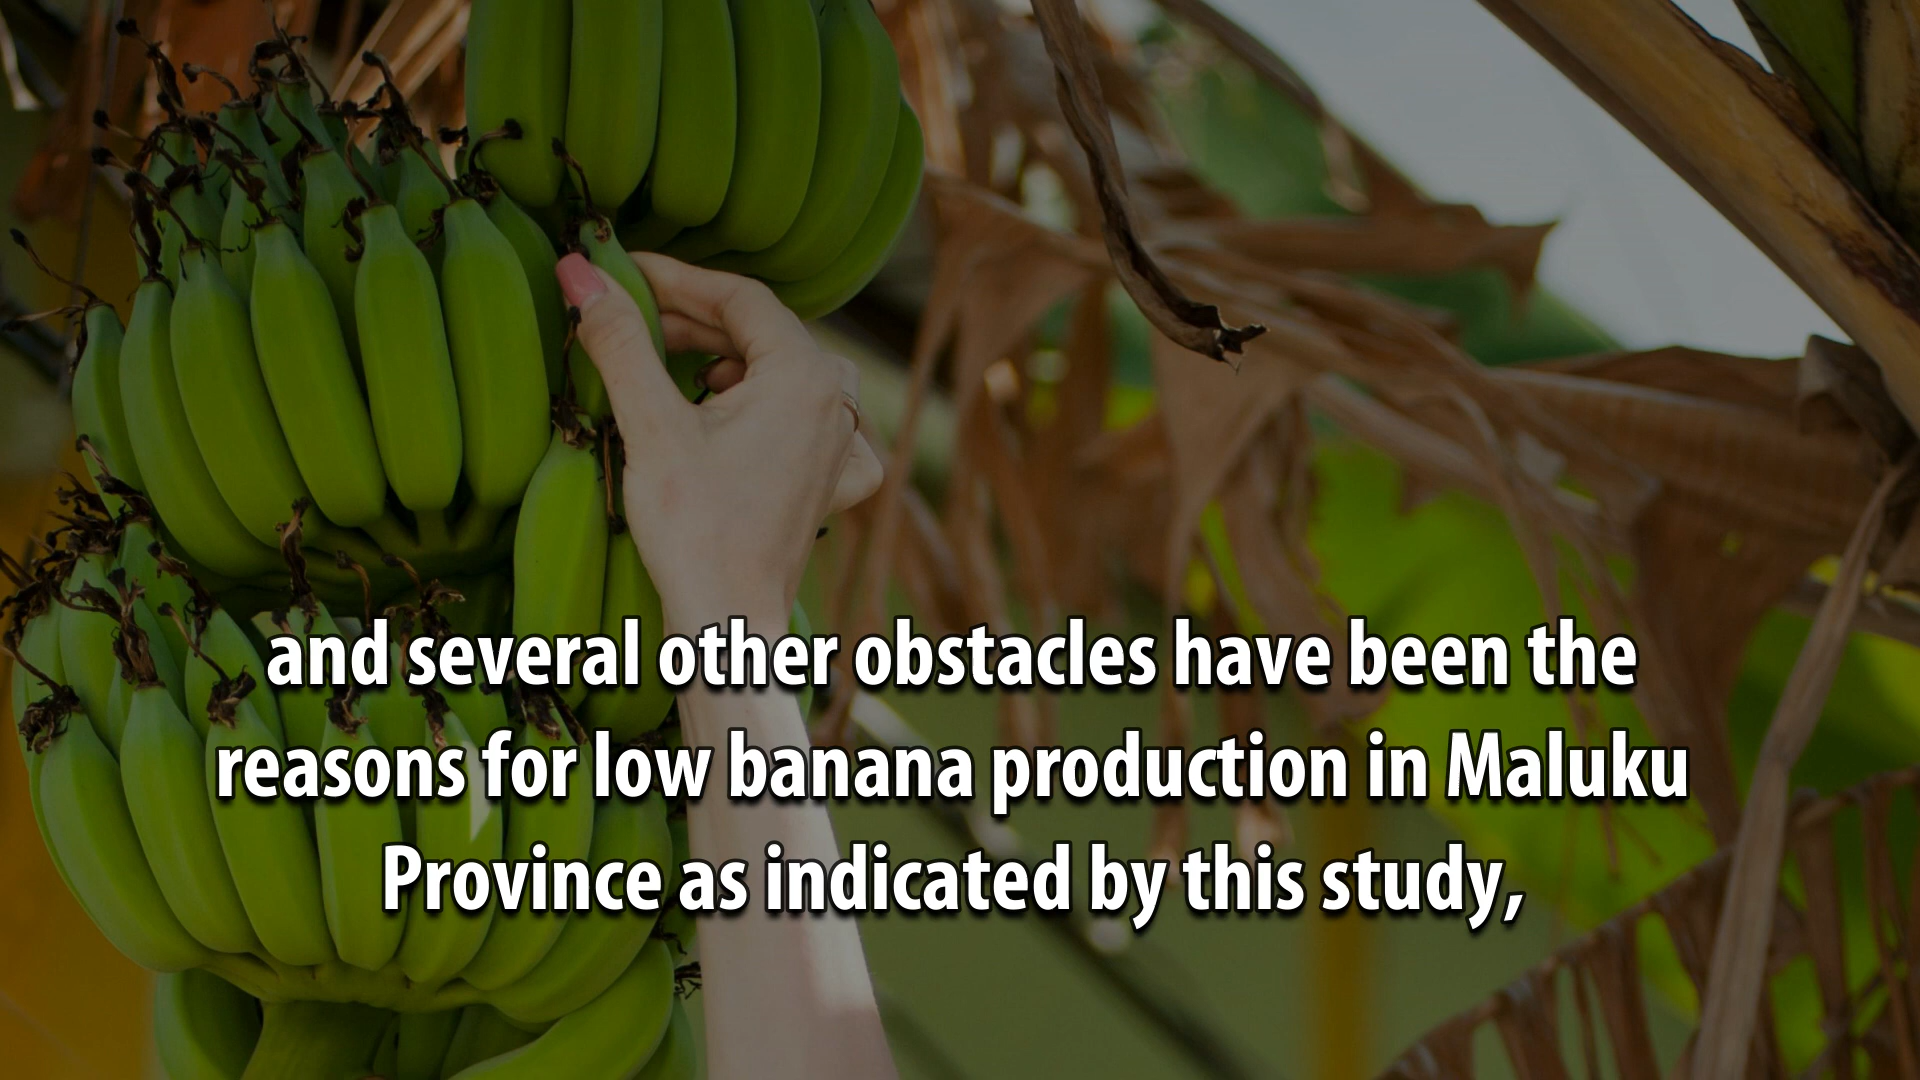 and several other obstacles have been the
reasons for low banana production in Maluku
Province as indicated by this study,